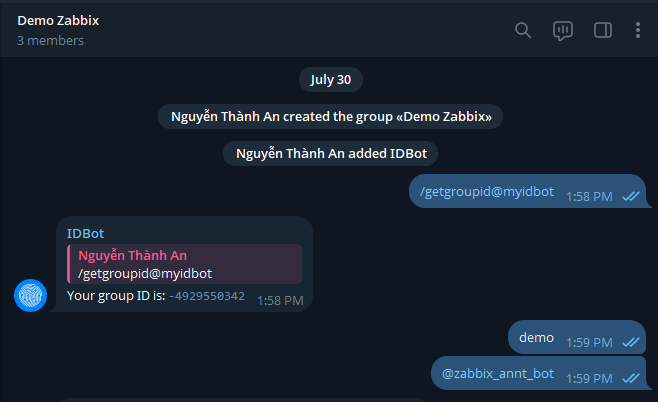 Demo Zabbix
3 members
July 30
Nguyễn Thành An created the group «Demo Zabbix»
Nguyễn Thành An added IDBot
/getgroupid@myidbot 1:58 PM
IDBot
Nguyễn Thành An
/getgroupid@myidbot
Your group ID is: -4929550342 1:58 PM
demo 1:59 PM
@zabbix_annt_bot 1:59 PM